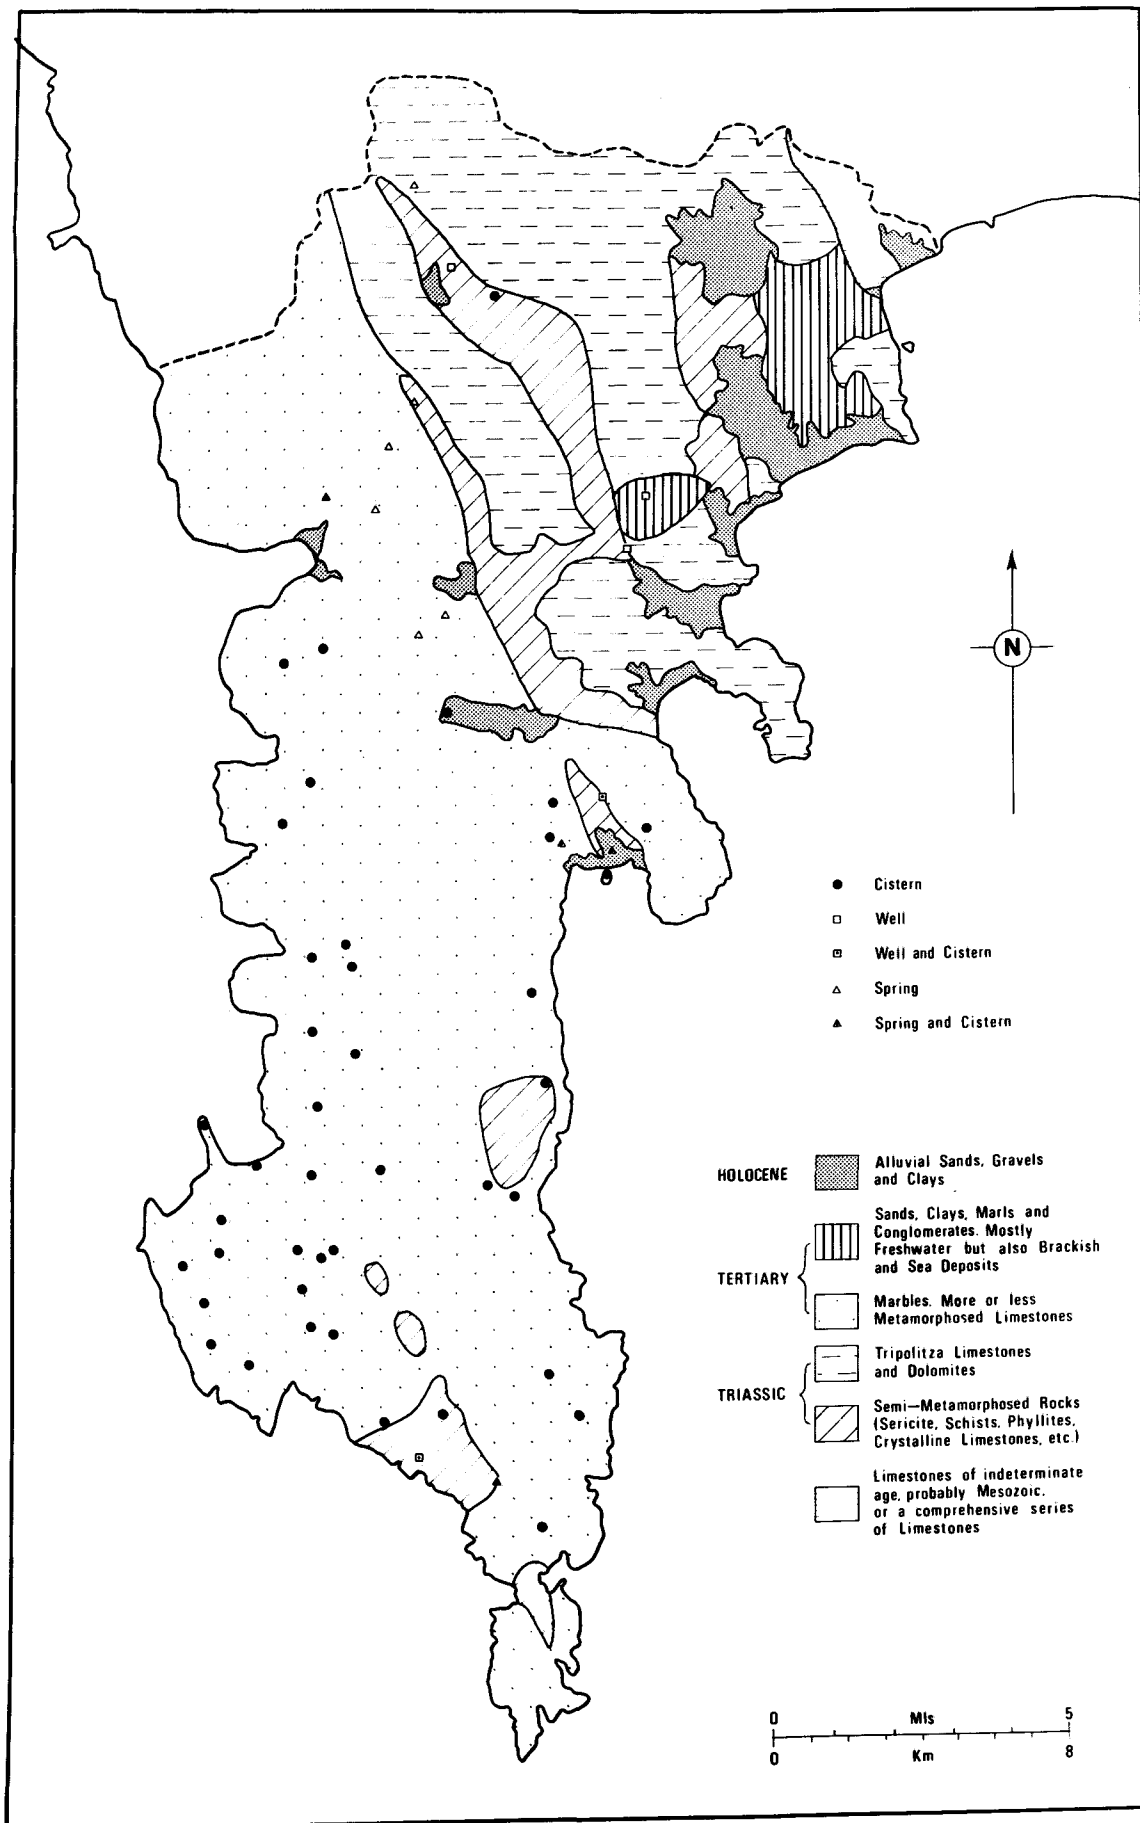 N
Cistern
Well
Well and Cistern
Spring
Spring and Cistern
HOLOCENE
Alluvial Sands, Gravels
and Clays
TERTIARY
Sands, Clays, Marls and
Conglomerates. Mostly
Freshwater but also Brackish
and Sea Deposits
Marbles. More or less
Metamorphosed Limestones
TRIASSIC
Tripolitza Limestones
and Dolomites
Semi-Metamorphosed Rocks
(Sericite, Schists, Phyllites,
Crystalline Limestones, etc.)
Limestones of indeterminate
age, probably Mesozoic.
or a comprehensive series
of Limestones
0 Mls 5
0 Km 8